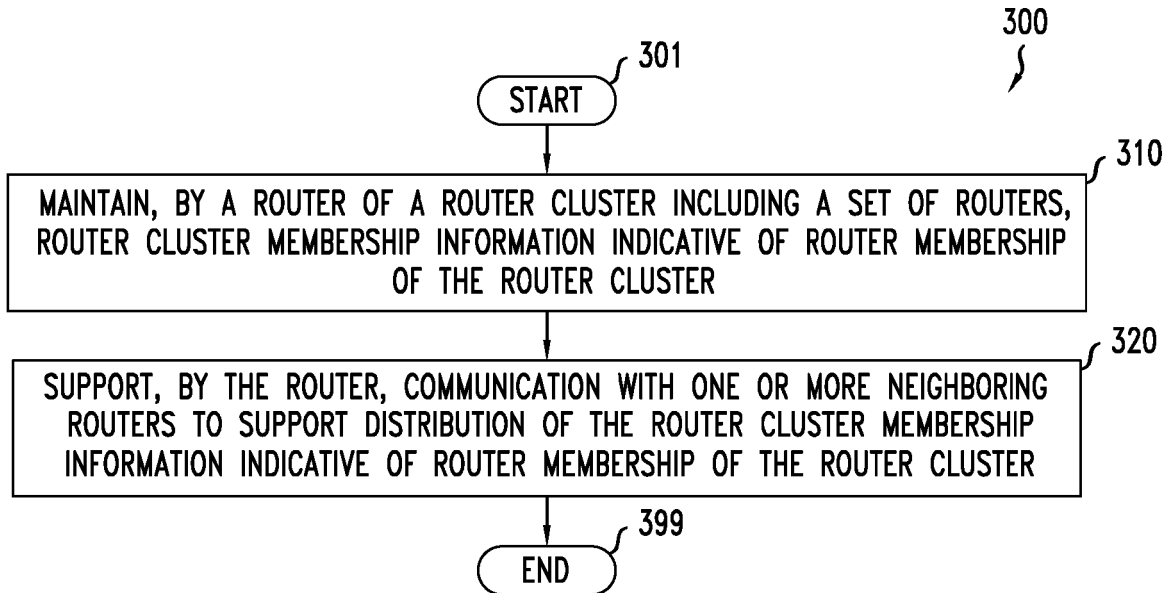 300
301
START
310
MAINTAIN, BY A ROUTER OF A ROUTER CLUSTER INCLUDING A SET OF ROUTERS,
ROUTER CLUSTER MEMBERSHIP INFORMATION INDICATIVE OF ROUTER MEMBERSHIP
OF THE ROUTER CLUSTER
320
SUPPORT, BY THE ROUTER, COMMUNICATION WITH ONE OR MORE NEIGHBORING
ROUTERS TO SUPPORT DISTRIBUTION OF THE ROUTER CLUSTER MEMBERSHIP
INFORMATION INDICATIVE OF ROUTER MEMBERSHIP OF THE ROUTER CLUSTER
399
END